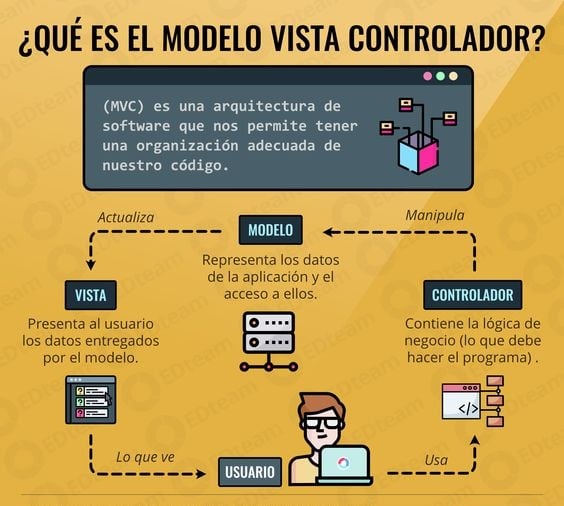 ¿QUÉ ES EL MODELO VISTA CONTROLADOR?
(MVC) es una arquitectura de
software que nos permite tener
una organización adecuada de
nuestro código.
Actualiza
Manipula
MODELO
Representa los datos
de la aplicación y el
acceso a ellos.
VISTA
Presenta al usuario
los datos entregados
por el modelo.
CONTROLADOR
Contiene la lógica de
negocio (lo que debe
hacer el programa) .
</>
Lo que ve
USUARIO
Usa
EDteam